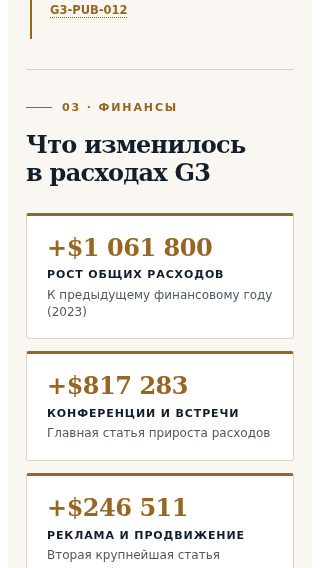 G3-PUB-012
03 · ФИНАНСЫ
Что изменилось
в расходах G3
+$1 061 800
РОСТ ОБЩИХ РАСХОДОВ
К предыдущему финансовому году
(2023)
+$817 283
КОНФЕРЕНЦИИ И ВСТРЕЧИ
Главная статья прироста расходов
+$246 511
РЕКЛАМА И ПРОДВИЖЕНИЕ
Вторая крупнейшая статья